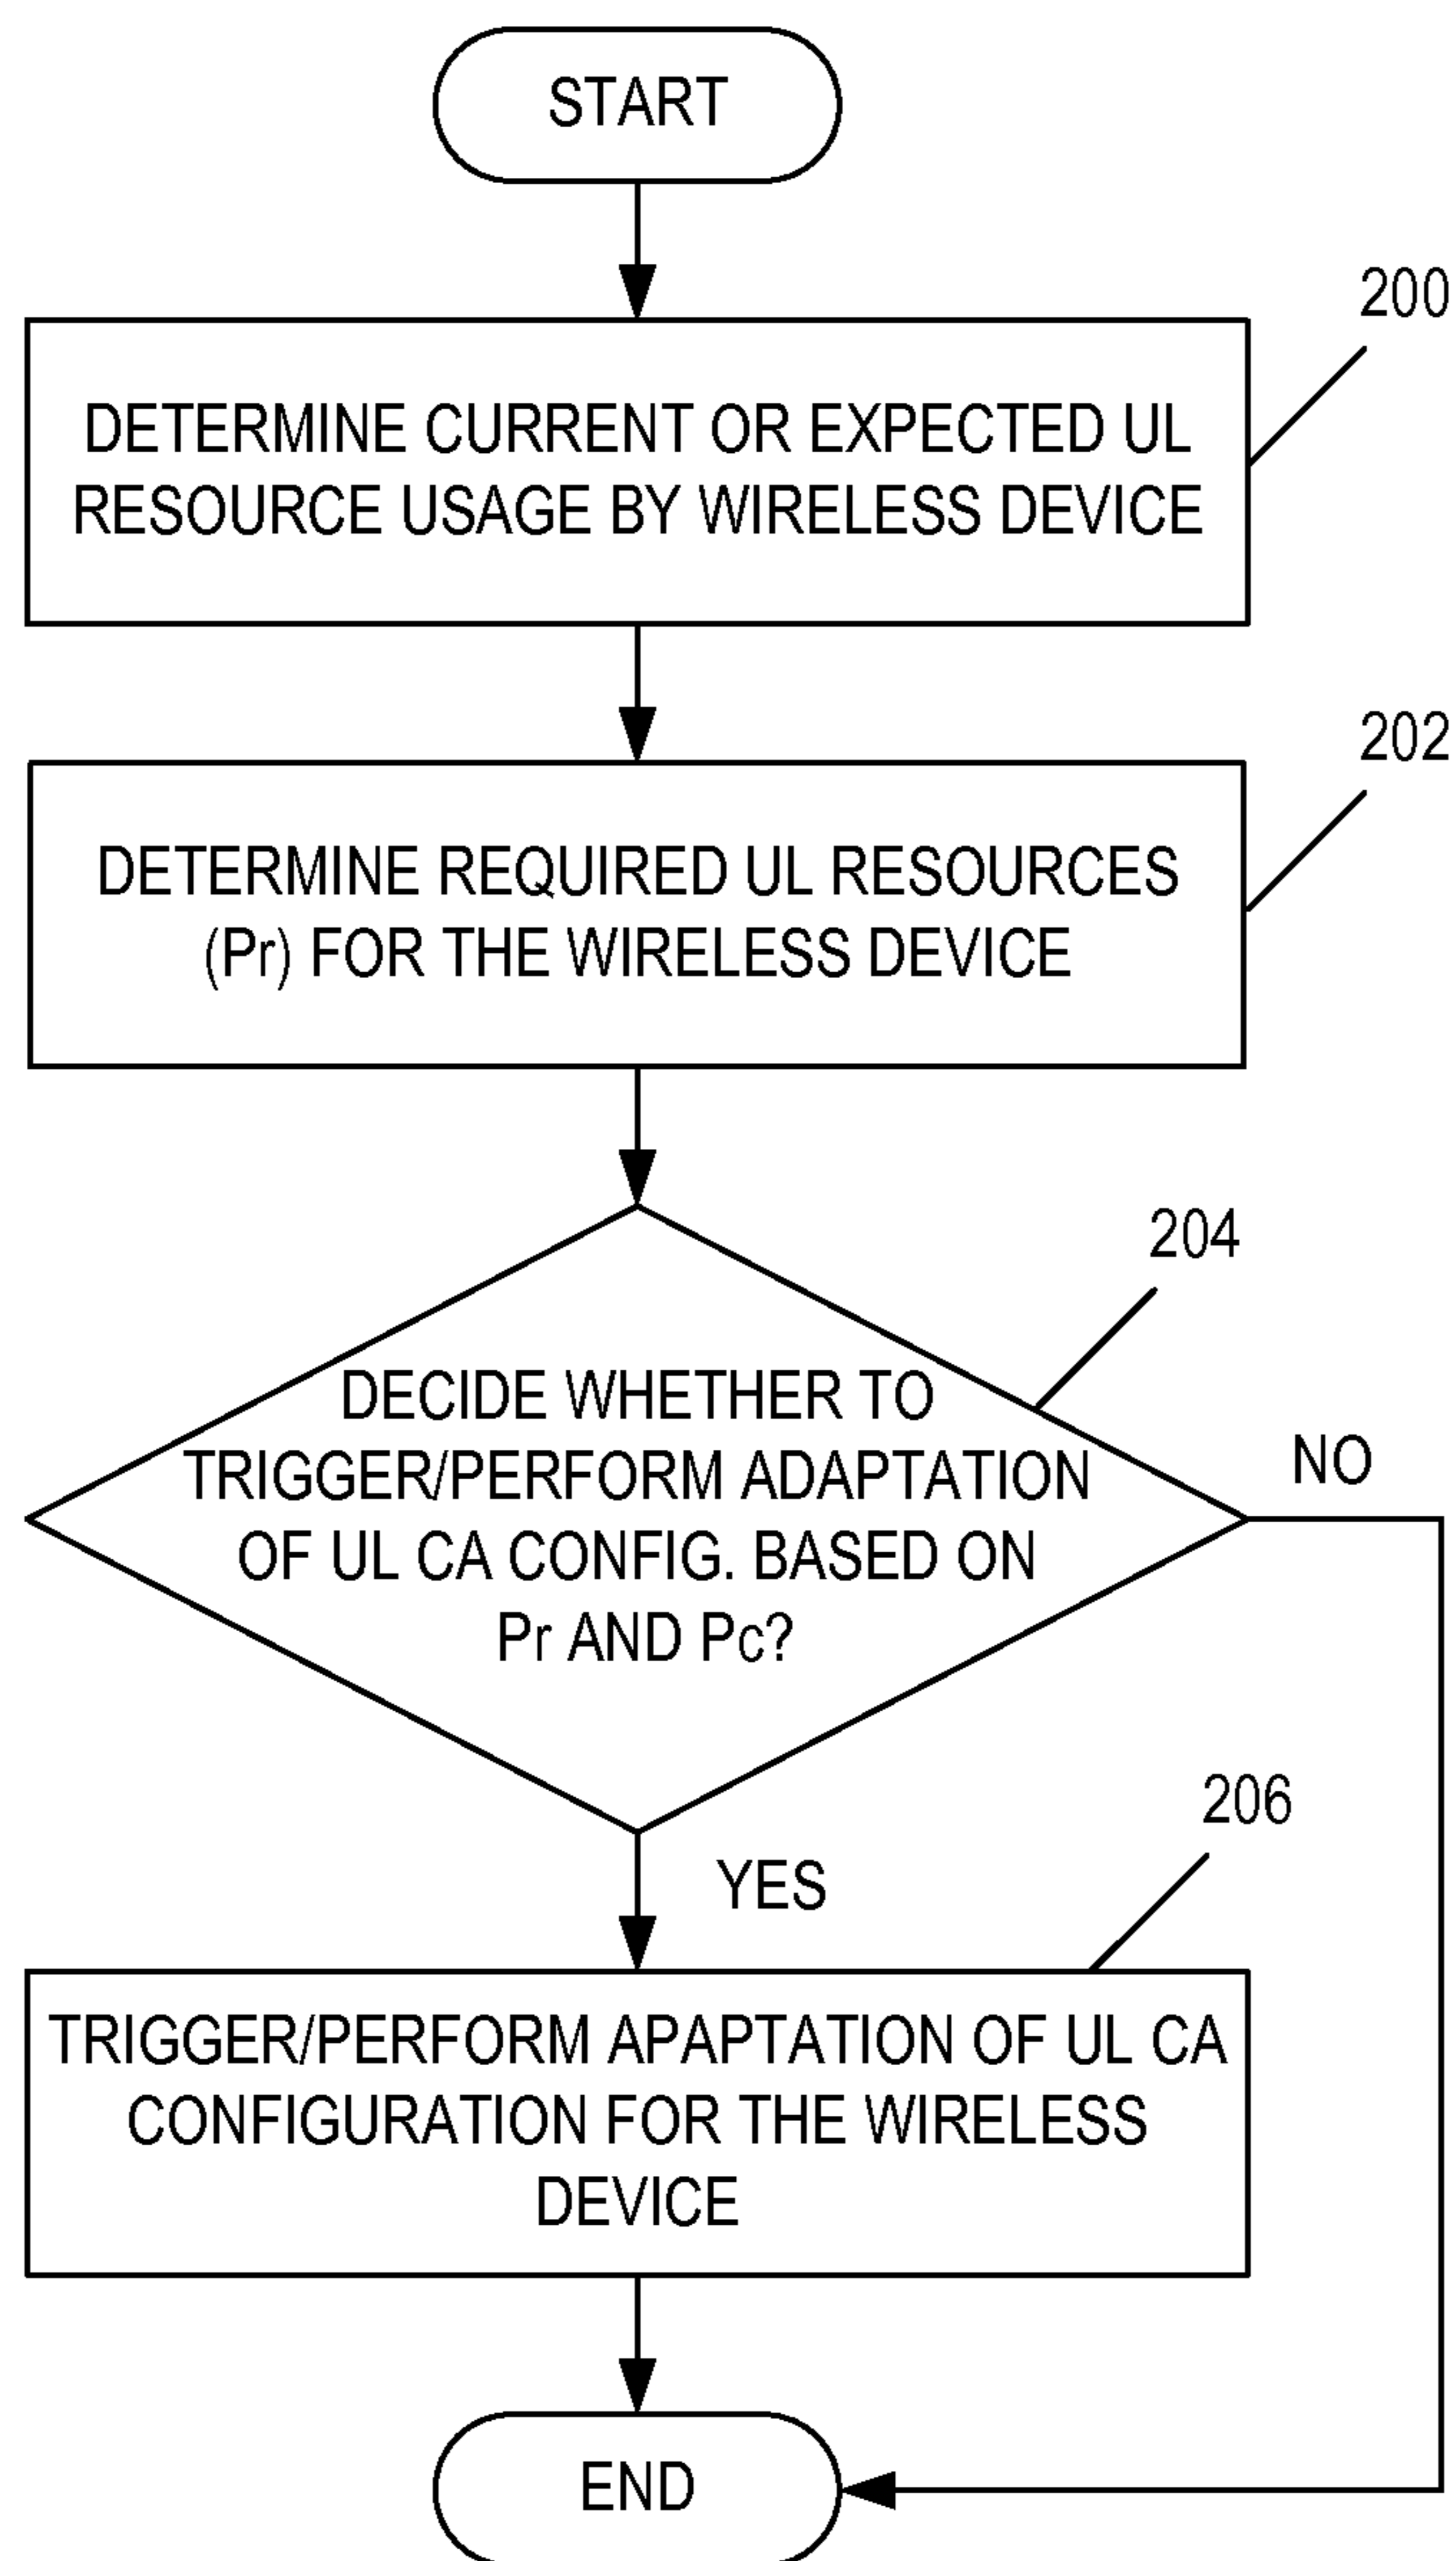 START
200
DETERMINE CURRENT OR EXPECTED UL
RESOURCE USAGE BY WIRELESS DEVICE
202
DETERMINE REQUIRED UL RESOURCES
(Pr) FOR THE WIRELESS DEVICE
204
DECIDE WHETHER TO
TRIGGER/PERFORM ADAPTATION
OF UL CA CONFIG. BASED ON
Pr AND Pc?
NO
YES
206
TRIGGER/PERFORM APAPTATION OF UL CA
CONFIGURATION FOR THE WIRELESS
DEVICE
END